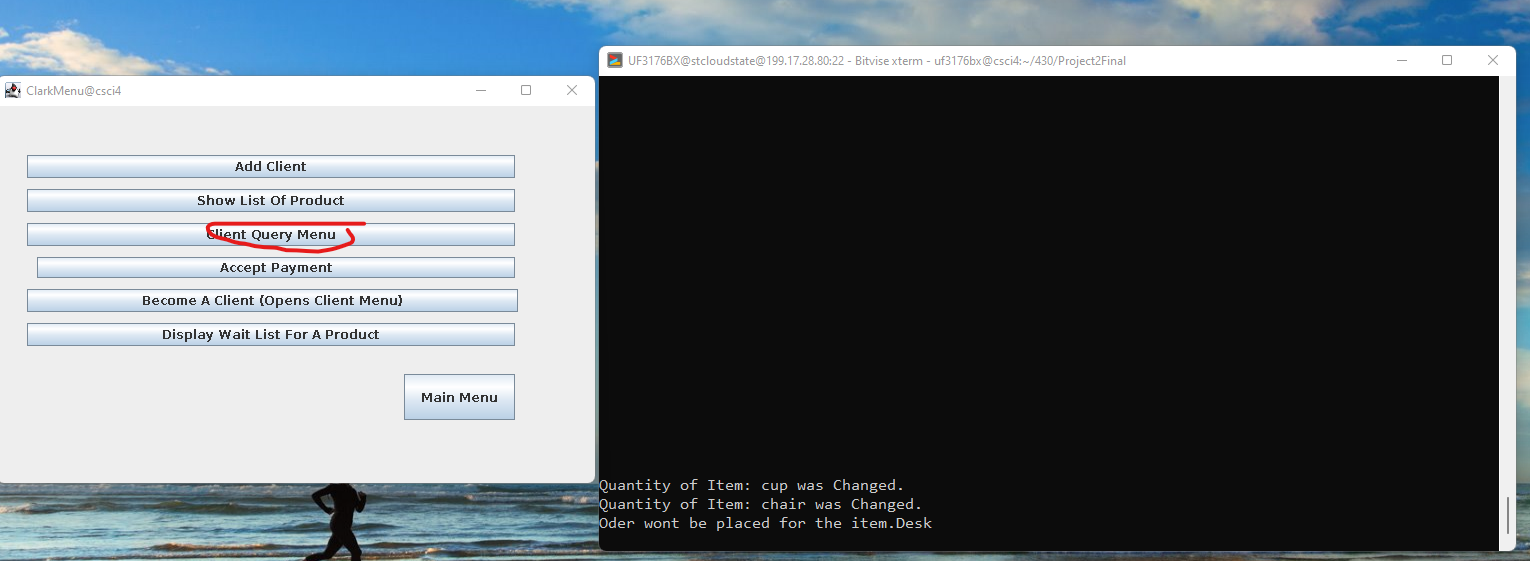 ClarkMenu@csci4
Add Client
Show List Of Product
Client Query Menu
Accept Payment
Become A Client (Opens Client Menu)
Display Wait List For A Product
Main Menu
UF3176BX@stcloudstate@199.17.28.80:22 - Bitvise xterm - uf3176bx@csci4:~/430/Project2Final
Quantity of Item: cup was Changed.
Quantity of Item: chair was Changed.
Oder wont be placed for the item.Desk